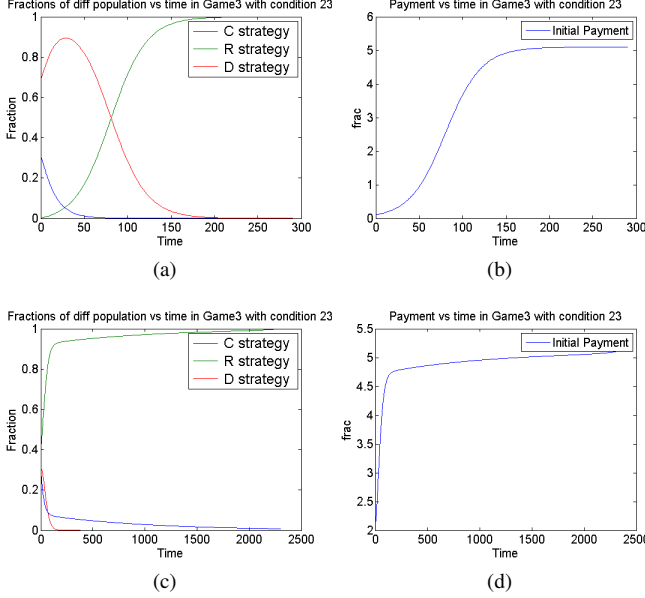 Fractions of diff population vs time in Game3 with condition 23
1
0.8
0.6
0.4
0.2
0
Fraction
0 50 100 150 200 250 300
Time
C strategy
R strategy
D strategy
(a)
Payment vs time in Game3 with condition 23
6
5
4
3
2
1
0
frac
0 50 100 150 200 250 300
Time
Initial Payment
(b)
Fractions of diff population vs time in Game3 with condition 23
1
0.8
0.6
0.4
0.2
0
Fraction
0 500 1000 1500 2000 2500
Time
C strategy
R strategy
D strategy
(c)
Payment vs time in Game3 with condition 23
5.5
5
4.5
4
3.5
3
2.5
2
frac
0 500 1000 1500 2000 2500
Time
Initial Payment
(d)